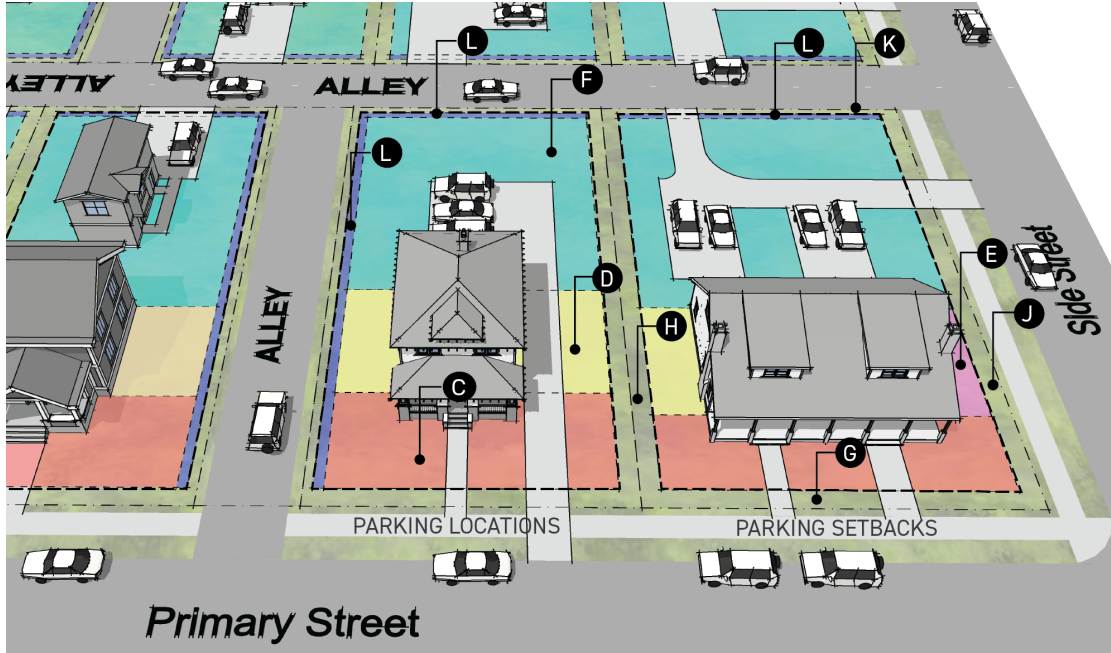 L
L
K
ALLEY
ALLEY
F
L
Side Street
E
D
J
H
ALLEY
C
G
PARKING LOCATIONS
PARKING SETBACKS
Primary Street